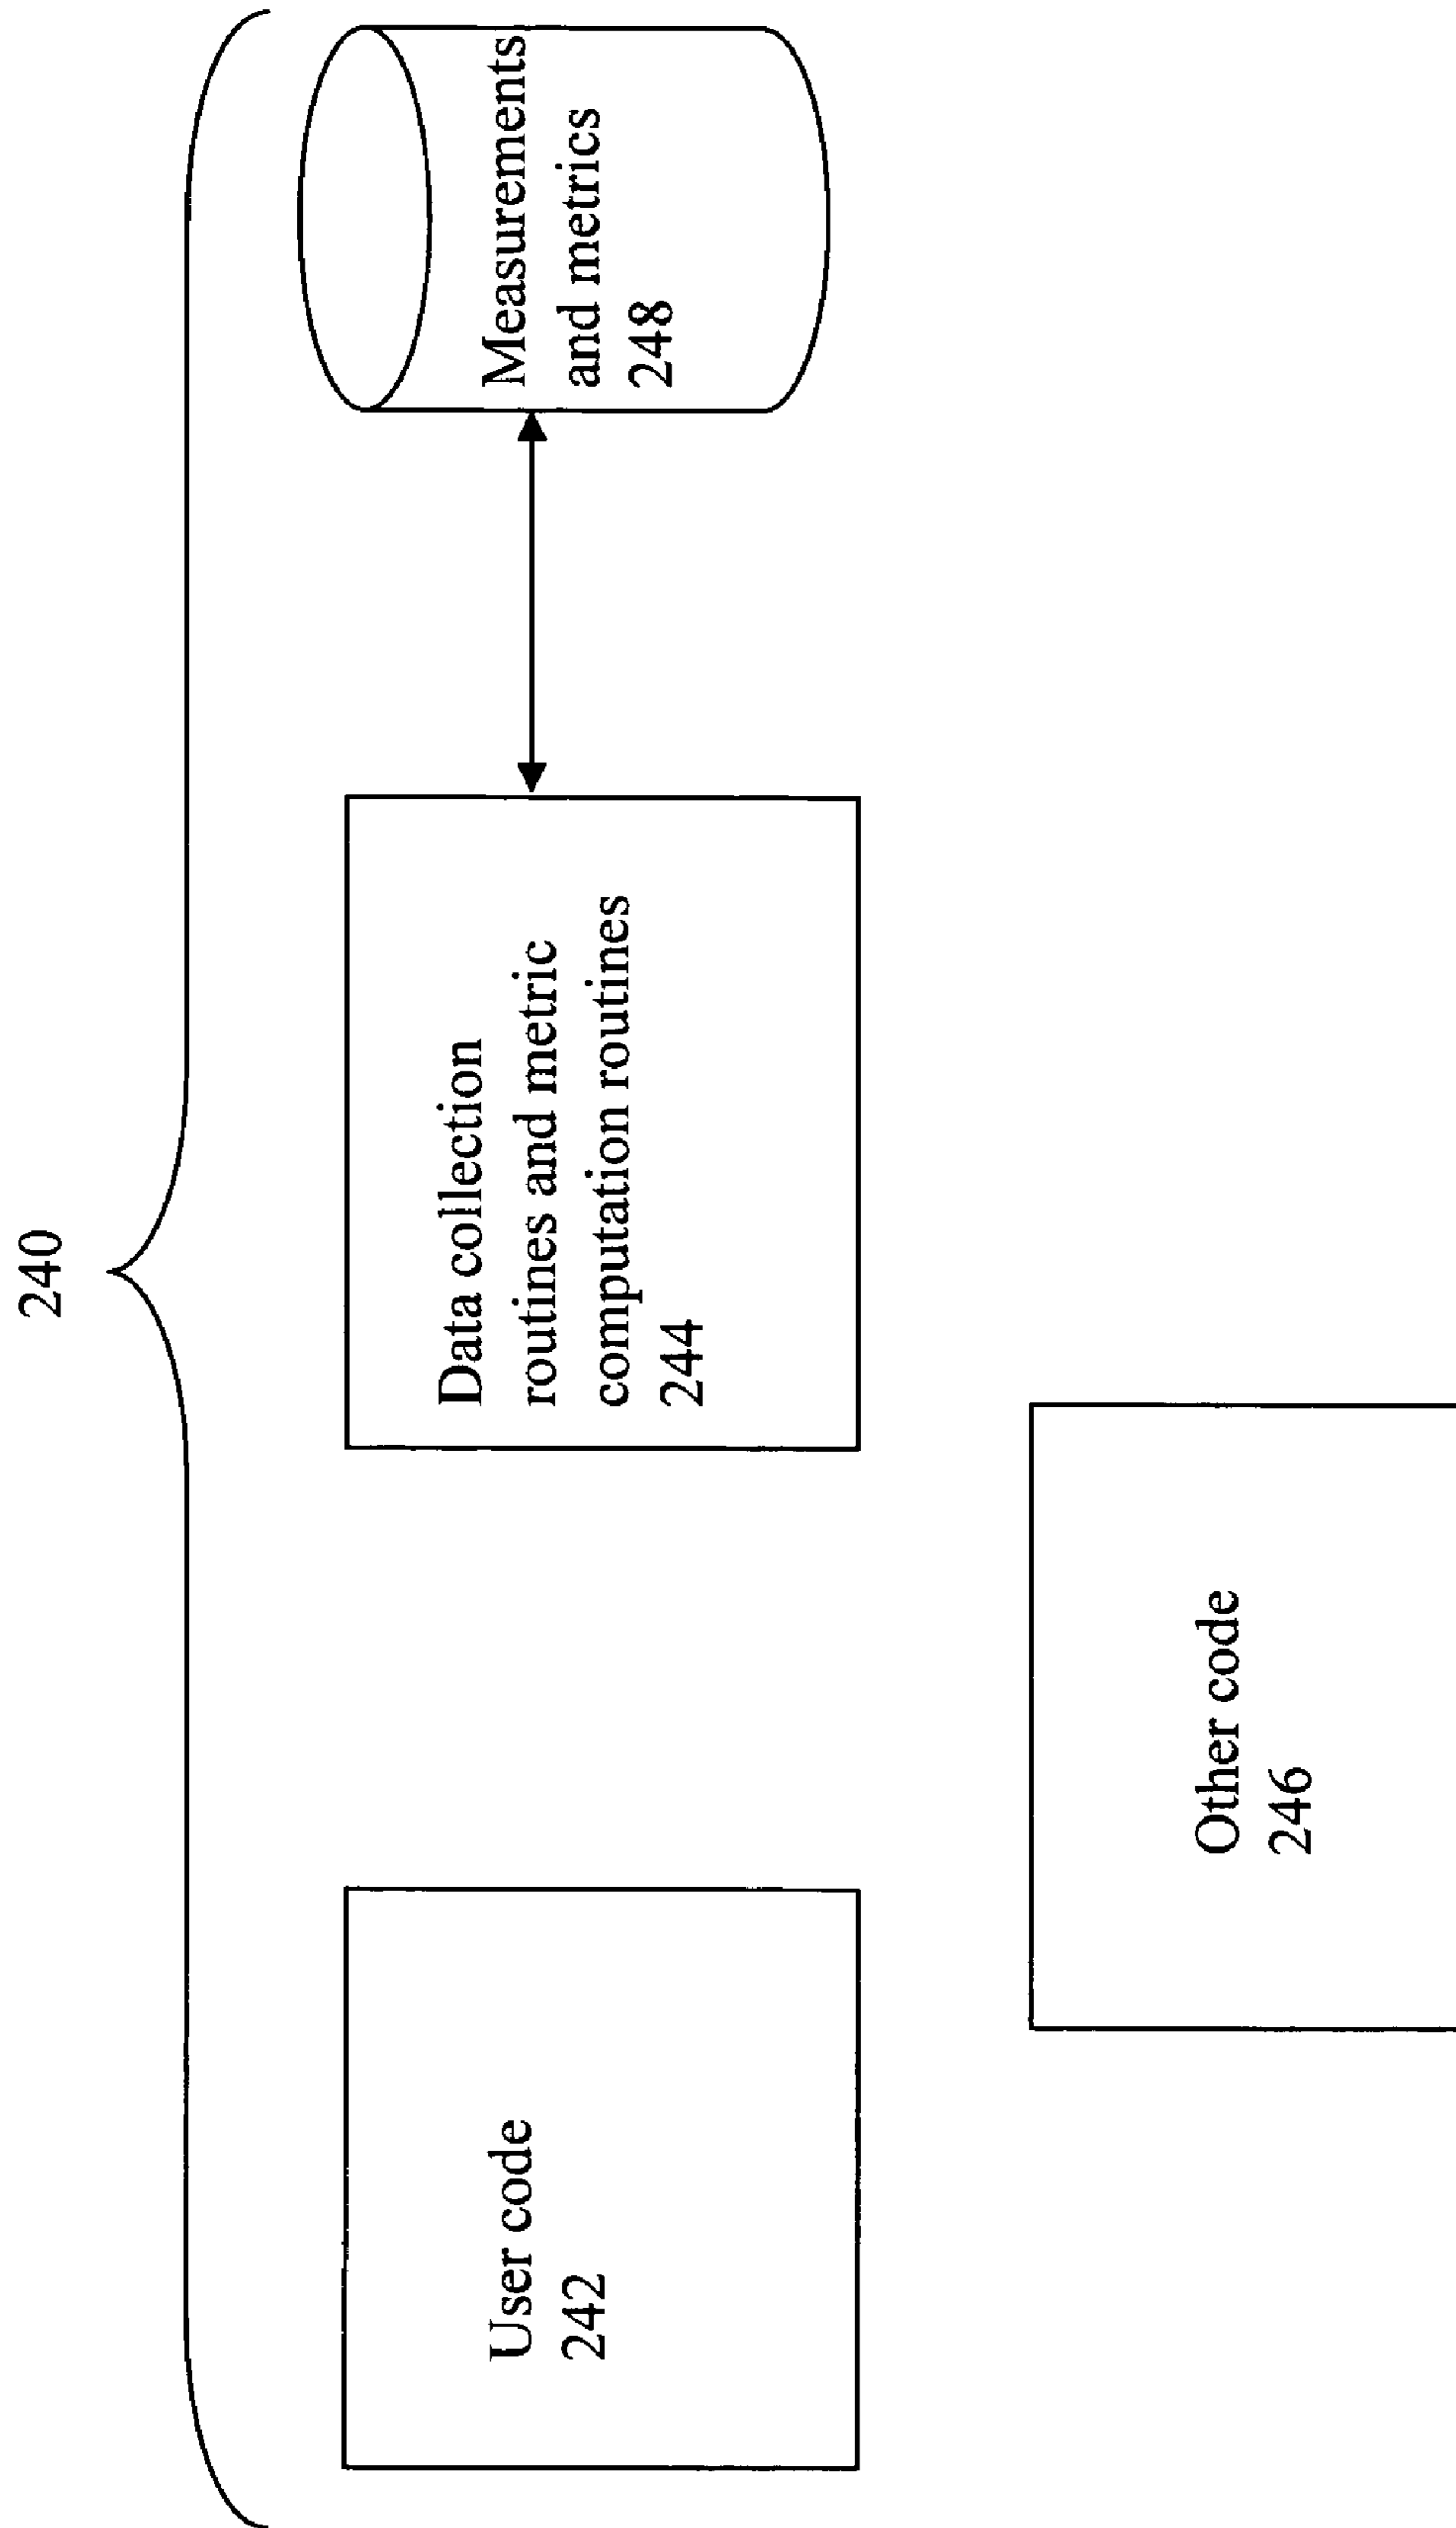 240
User code
242
Data collection
routines and metric
computation routines
244
Measurements
and metrics
248
Other code
246